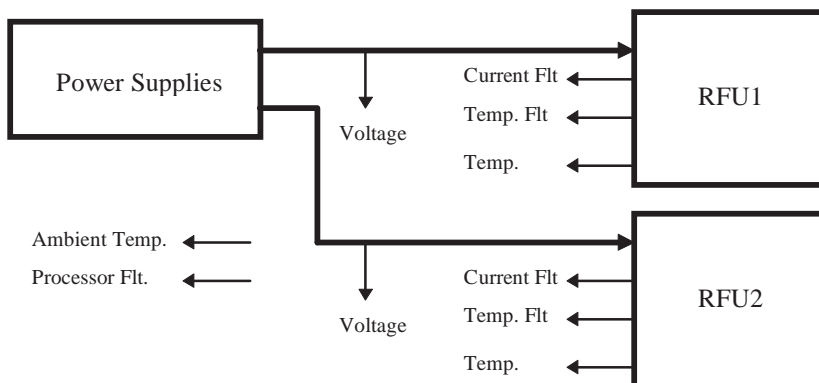 Power Supplies
Voltage
Current Flt
Temp. Flt
Temp.
RFU1
Ambient Temp.
Processor Flt.
Voltage
Current Flt
Temp. Flt
Temp.
RFU2